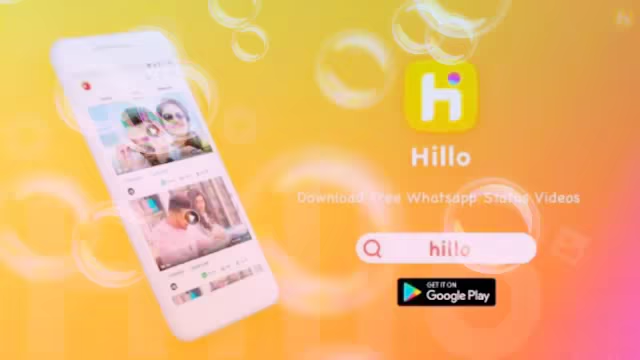 Hillo
Download Free Whatsapp Status Videos
hillo
GET IT ON
Google Play